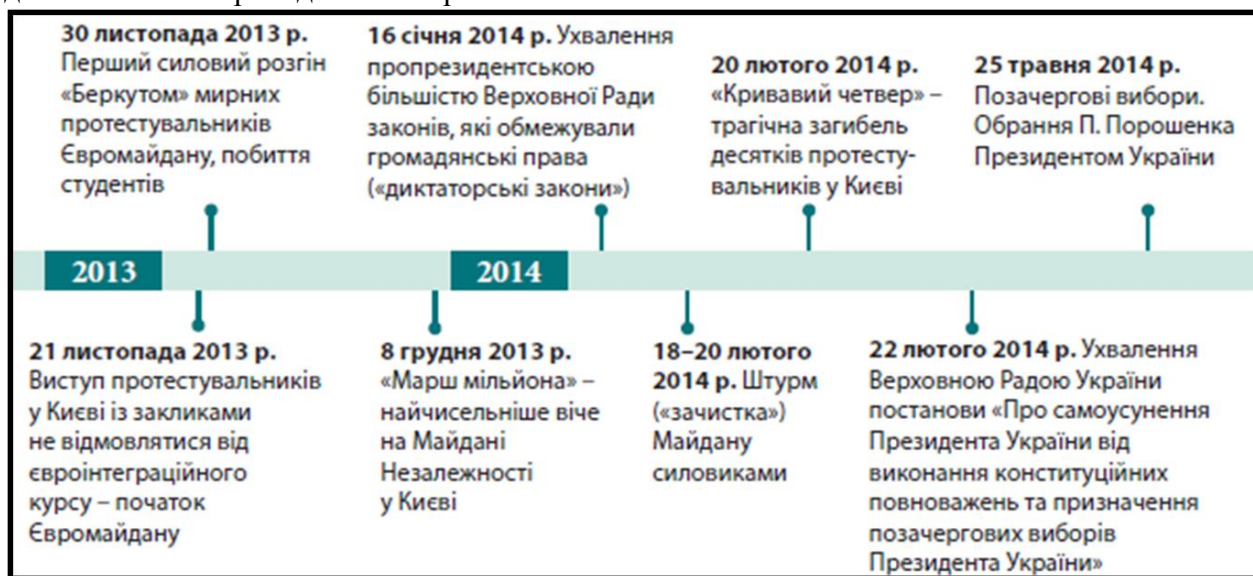 30 листопада 2013 р.
Перший силовий розгін
«Беркутом» мирних
протестувальників
Євромайдану, побиття
студентів
16 січня 2014 р. Ухвалення
пропрезидентською
більшістю Верховної Ради
законів, які обмежували
громадянські права
(«диктаторські закони»)
20 лютого 2014 р.
«Кривавий четвер» –
трагічна загибель
десятків протесту-
вальників у Києві
25 травня 2014 р.
Позачергові вибори.
Обрання П. Порошенка
Президентом України
2013
2014
21 листопада 2013 р.
Виступ протестувальників
у Києві із закликами
не відмовлятися від
євроінтеграційного
курсу – початок
Євромайдану
8 грудня 2013 р.
«Марш мільйона» –
найчисельніше віче
на Майдані
Незалежності
у Києві
18–20 лютого
2014 р. Штурм
(«зачистка»)
Майдану
силовиками
22 лютого 2014 р. Ухвалення
Верховною Радою України
постанови «Про самоусунення
Президента України від
виконання конституційних
повноважень та призначення
позачергових виборів
Президента України»